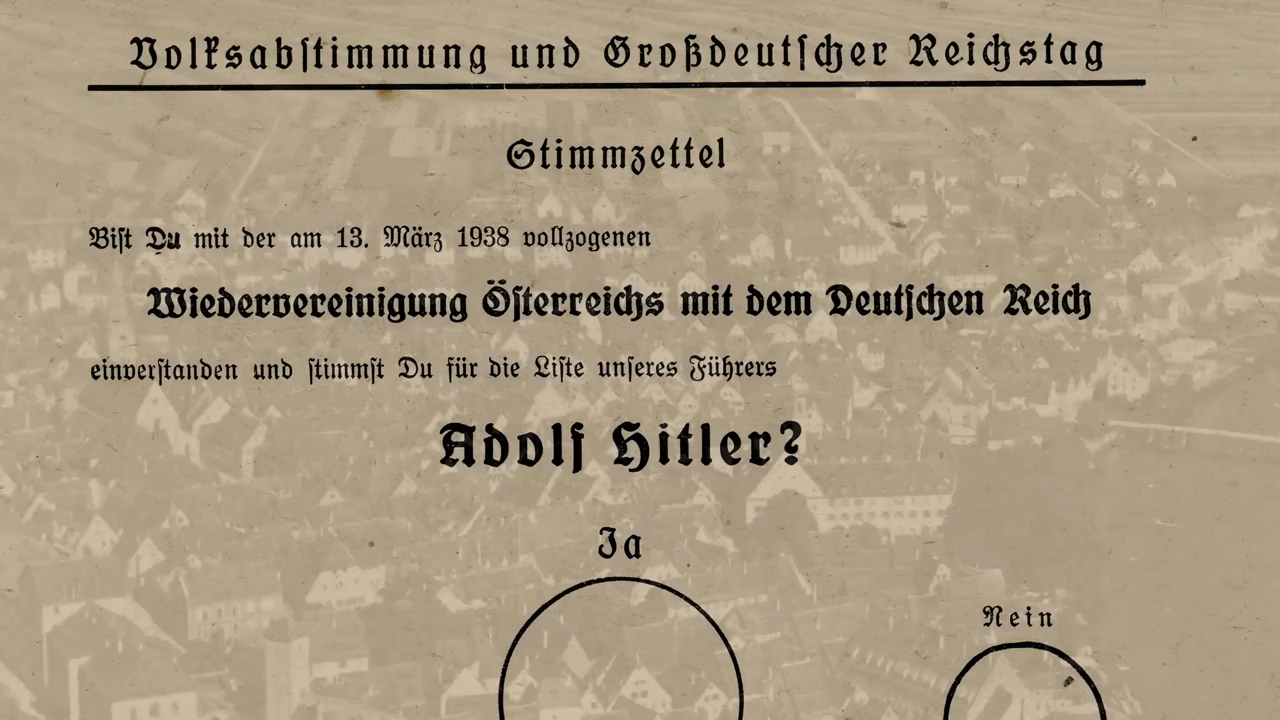 Volksabstimmung und Großdeutscher Reichstag
Stimmzettel
Bist Du mit der am 13. März 1938 vollzogenen
Wiedervereinigung Österreichs mit dem Deutschen Reich
einverstanden und stimmst Du für die Liste unseres Führers
Adolf Hitler?
Ja
Nein